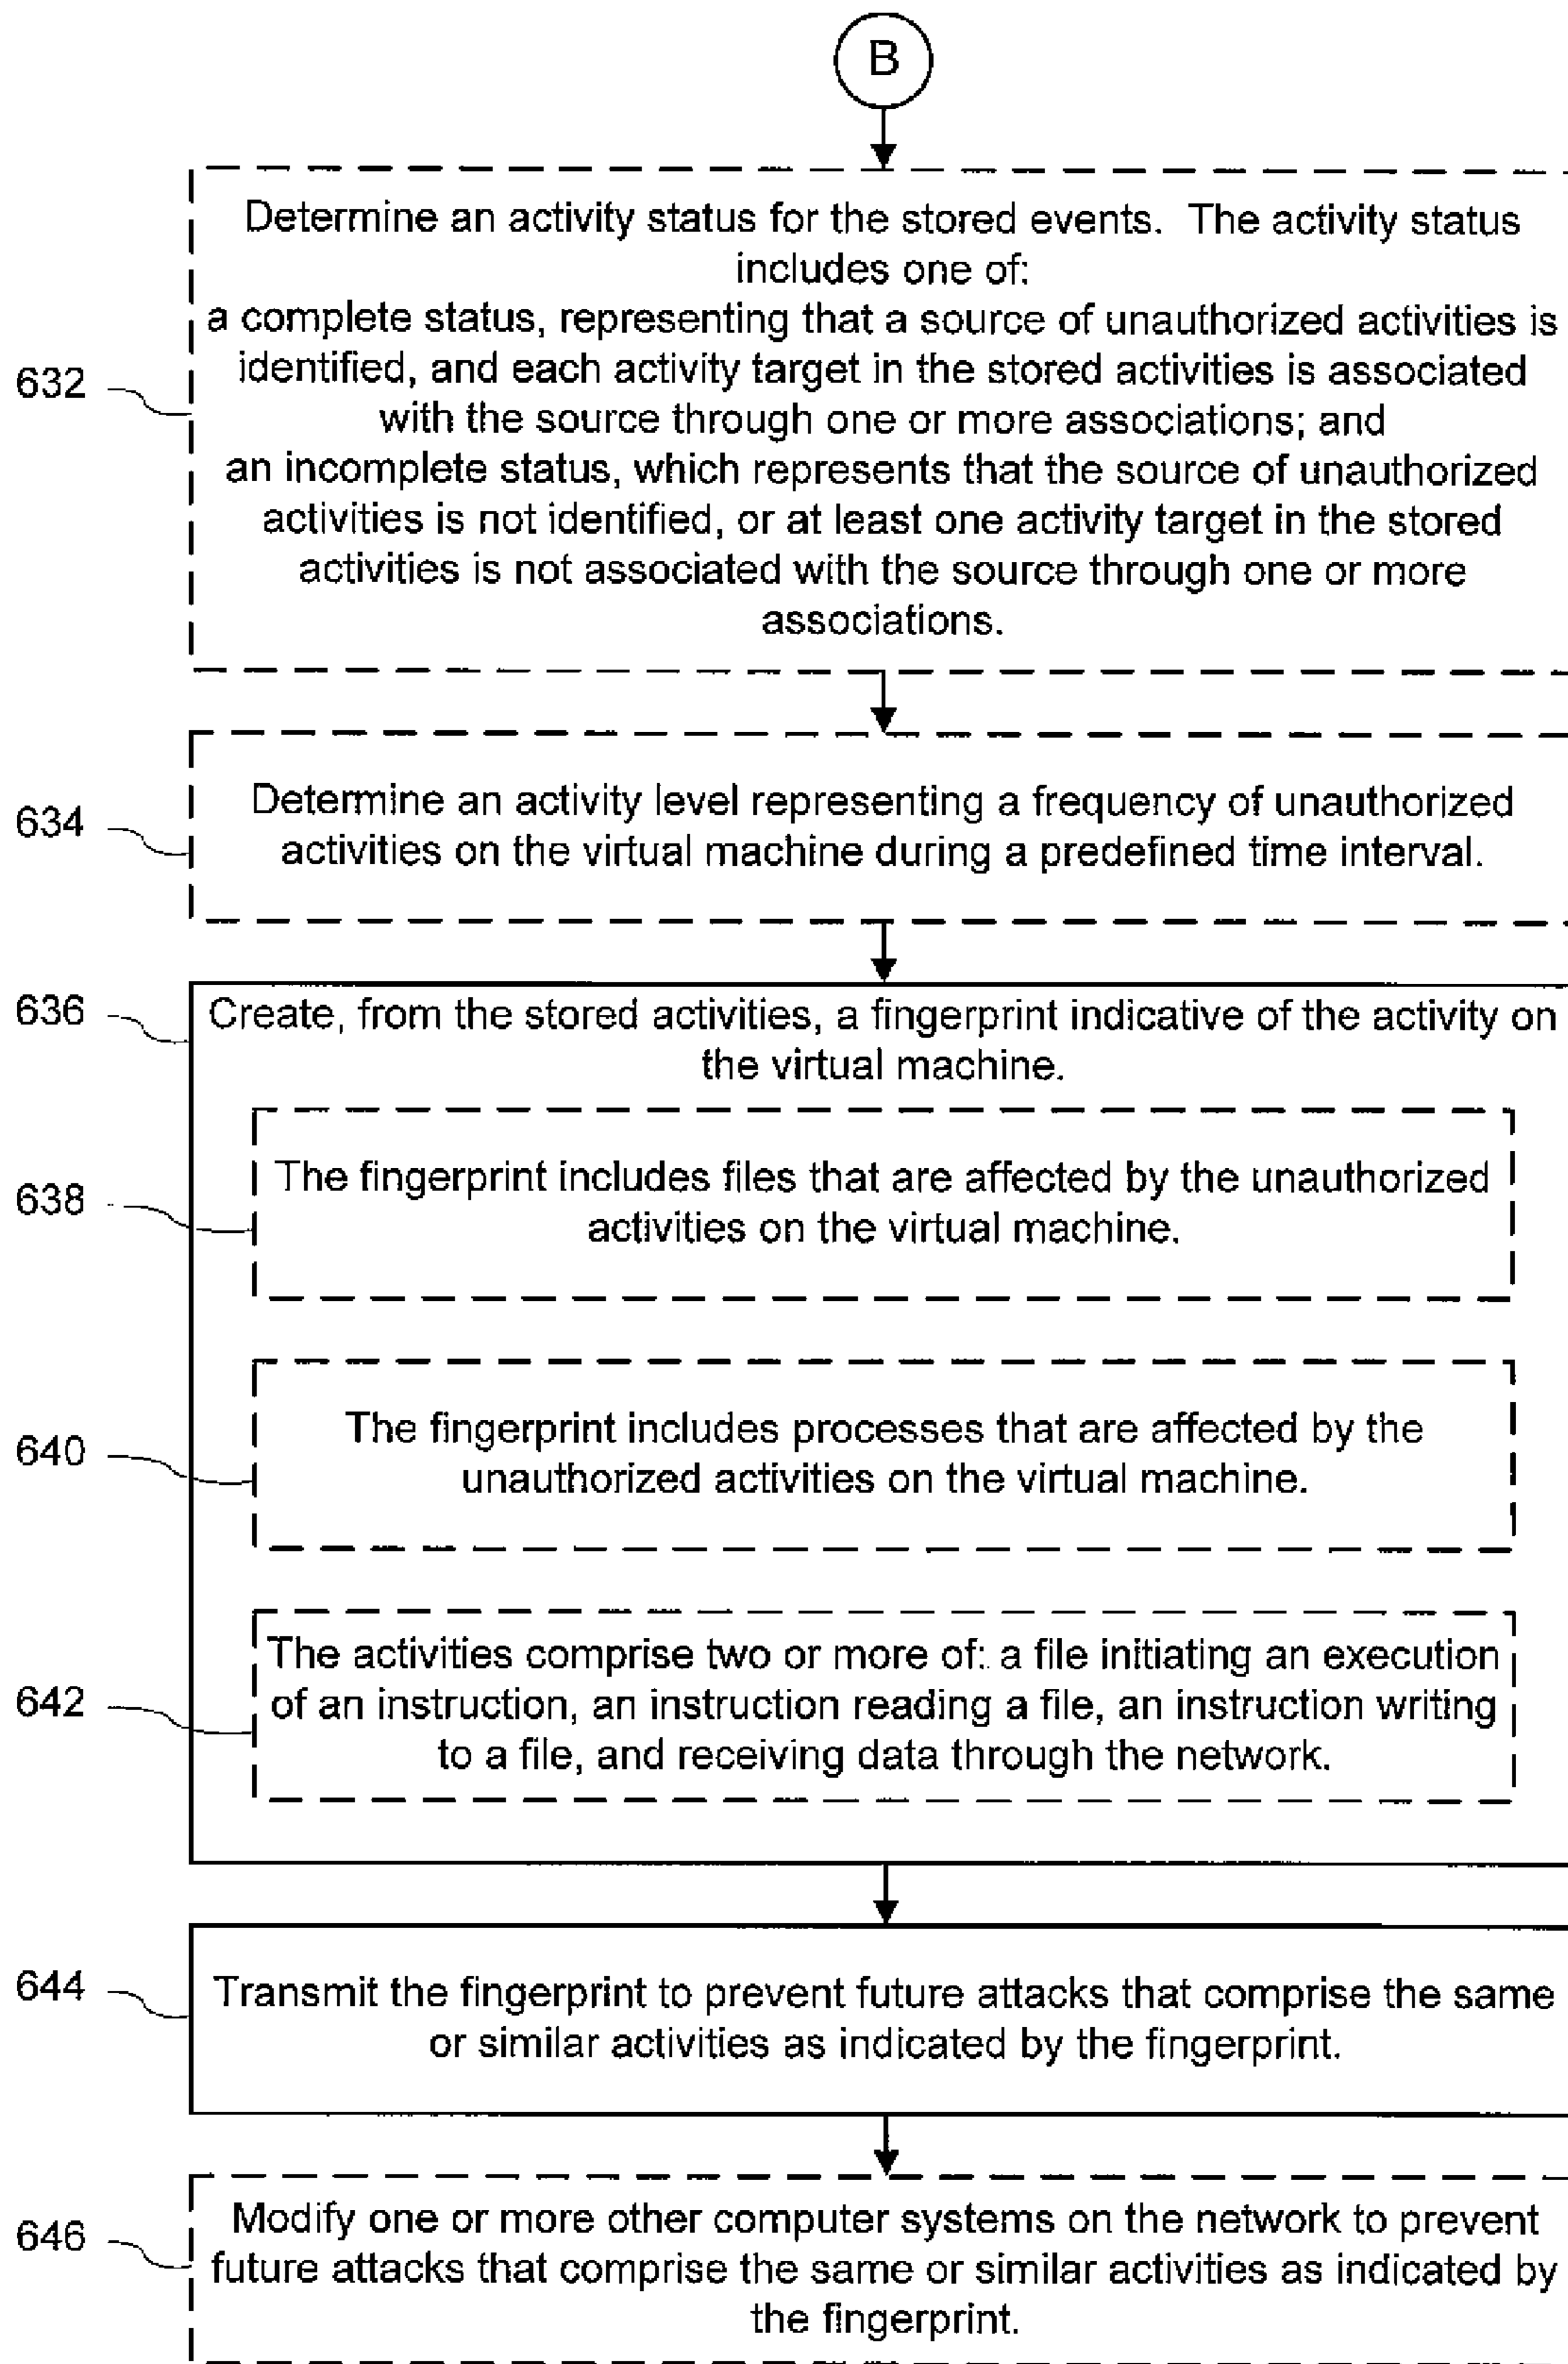 B
Determine an activity status for the stored events. The activity status
includes one of:
a complete status, representing that a source of unauthorized activities is
identified, and each activity target in the stored activities is associated
632
with the source through one or more associations; and
an incomplete status, which represents that the source of unauthorized
activities is not identified, or at least one activity target in the stored
activities is not associated with the source through one or more
associations.
634
Determine an activity level representing a frequency of unauthorized
activities on the virtual machine during a predefined time interval.
636
Create, from the stored activities, a fingerprint indicative of the activity on
the virtual machine.
638
The fingerprint includes files that are affected by the unauthorized
activities on the virtual machine.
640
The fingerprint includes processes that are affected by the
unauthorized activities on the virtual machine.
642
The activities comprise two or more of: a file initiating an execution
of an instruction, an instruction reading a file, an instruction writing
to a file, and receiving data through the network.
644
Transmit the fingerprint to prevent future attacks that comprise the same
or similar activities as indicated by the fingerprint.
646
Modify one or more other computer systems on the network to prevent
future attacks that comprise the same or similar activities as indicated by
the fingerprint.